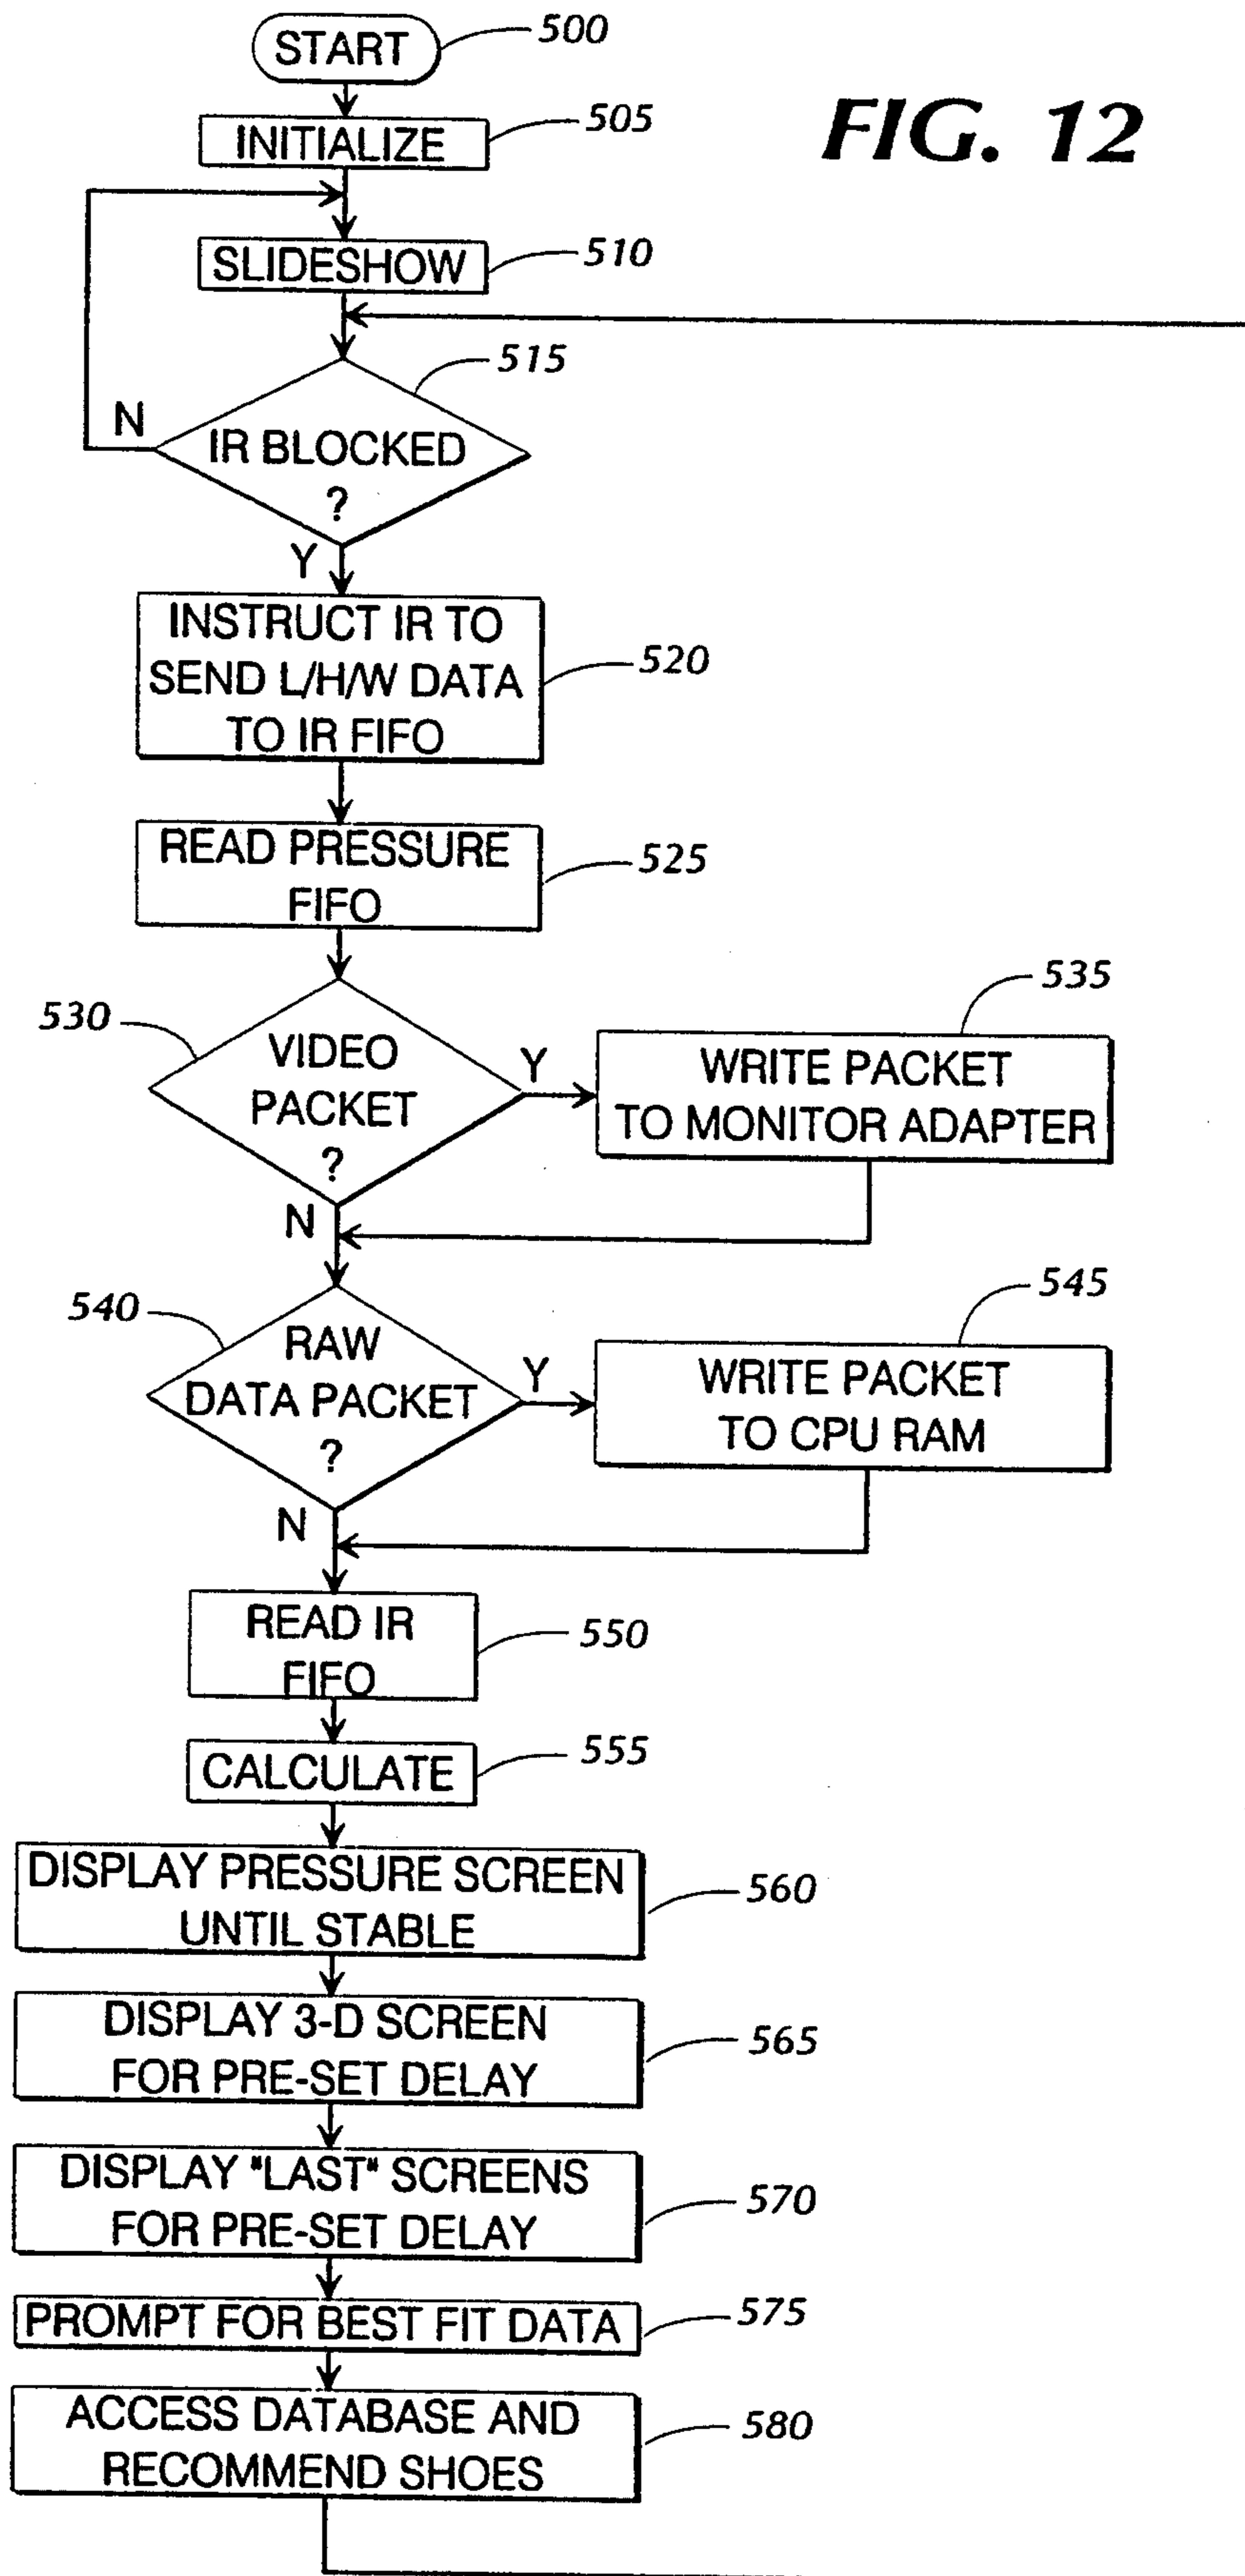 START
500
FIG. 12
INITIALIZE
505
SLIDESHOW
510
515
N
IR BLOCKED
?
Y
INSTRUCT IR TO
SEND L/H/W DATA
TO IR FIFO
520
READ PRESSURE
FIFO
525
530
VIDEO
PACKET
?
Y
535
WRITE PACKET
TO MONITOR ADAPTER
N
540
RAW
DATA PACKET
?
Y
545
WRITE PACKET
TO CPU RAM
N
READ IR
FIFO
550
CALCULATE
555
DISPLAY PRESSURE SCREEN
UNTIL STABLE
560
DISPLAY 3-D SCREEN
FOR PRE-SET DELAY
565
DISPLAY "LAST" SCREENS
FOR PRE-SET DELAY
570
PROMPT FOR BEST FIT DATA
575
ACCESS DATABASE AND
RECOMMEND SHOES
580